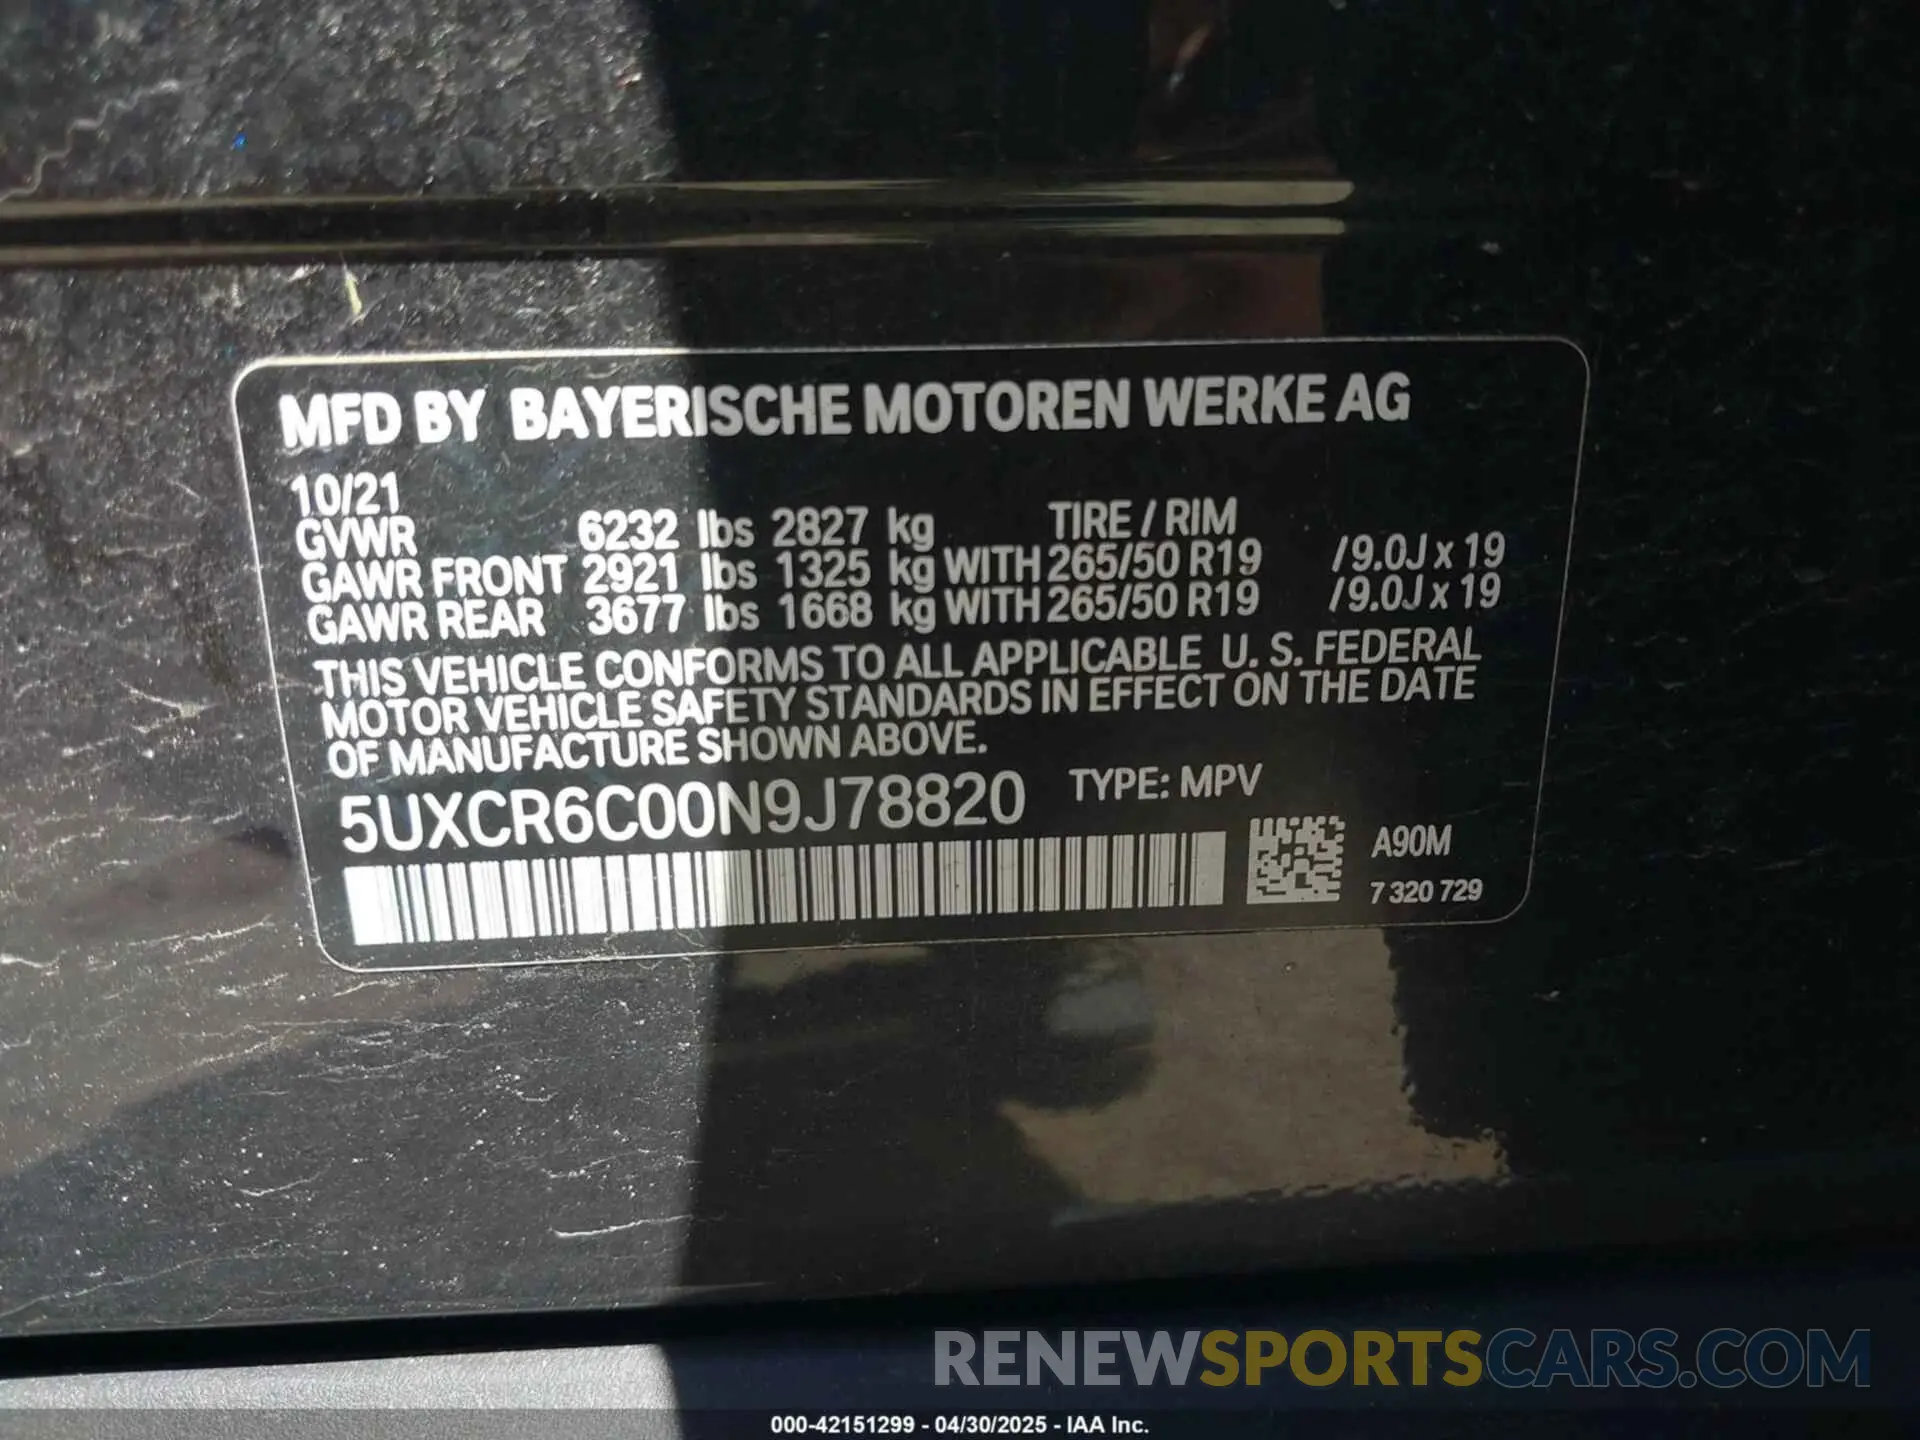 MFD BY BAYERISCHE MOTOREN WERKE AG
10/21
GVWR 6232 lbs 2827 kg TIRE / RIM
GAWR FRONT 2921 lbs 1325 kg WITH 265/50 R19 /9.0J x 19
GAWR REAR 3677 lbs 1668 kg WITH 265/50 R19 /9.0J x 19
THIS VEHICLE CONFORMS TO ALL APPLICABLE U. S. FEDERAL
MOTOR VEHICLE SAFETY STANDARDS IN EFFECT ON THE DATE
OF MANUFACTURE SHOWN ABOVE.
5UXCR6C00N9J78820 TYPE: MPV
A90M
7 320 729
RENEWSPORTSCARS.COM
000-42151299 - 04/30/2025 - IAA Inc.